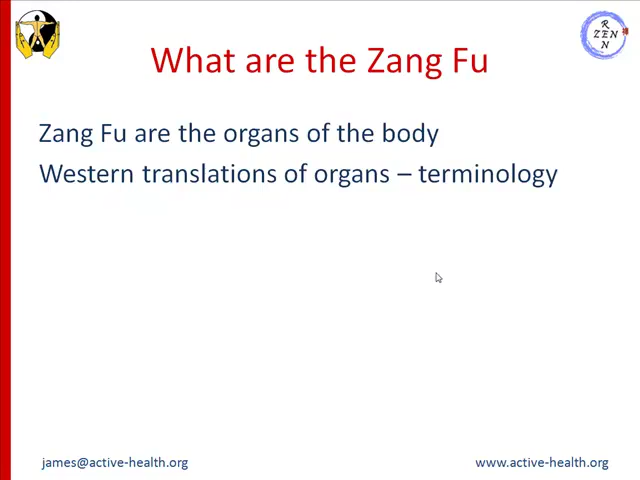 What are the Zang Fu
Zang Fu are the organs of the body
Western translations of organs – terminology
james@active-health.org
www.active-health.org
R
ZEN
N